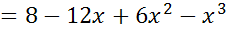 = 8 − 12x + 6x² − x³